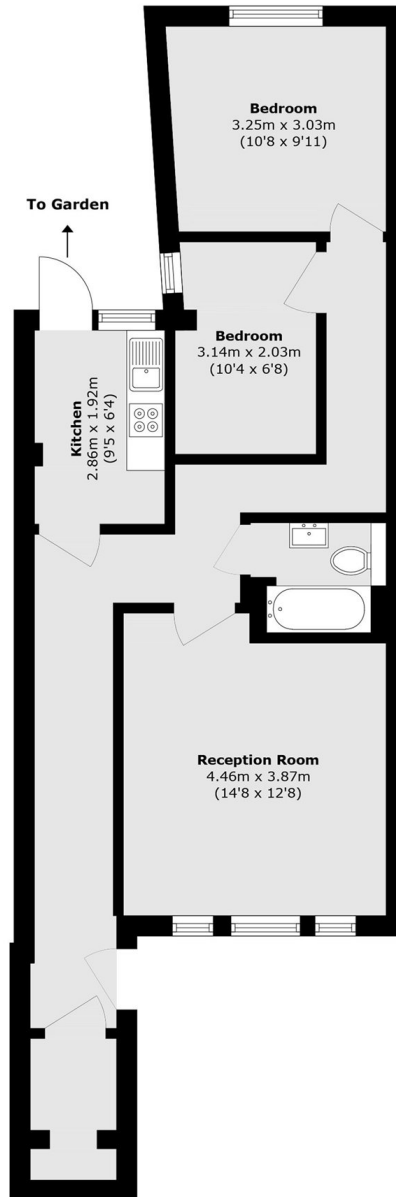 Bedroom
3.25m x 3.03m
(10'8 x 9'11)
To Garden
Bedroom
3.14m x 2.03m
(10'4 x 6'8)
Kitchen
2.86m x 1.92m
(9'5 x 6'4)
Reception Room
4.46m x 3.87m
(14'8 x 12'8)